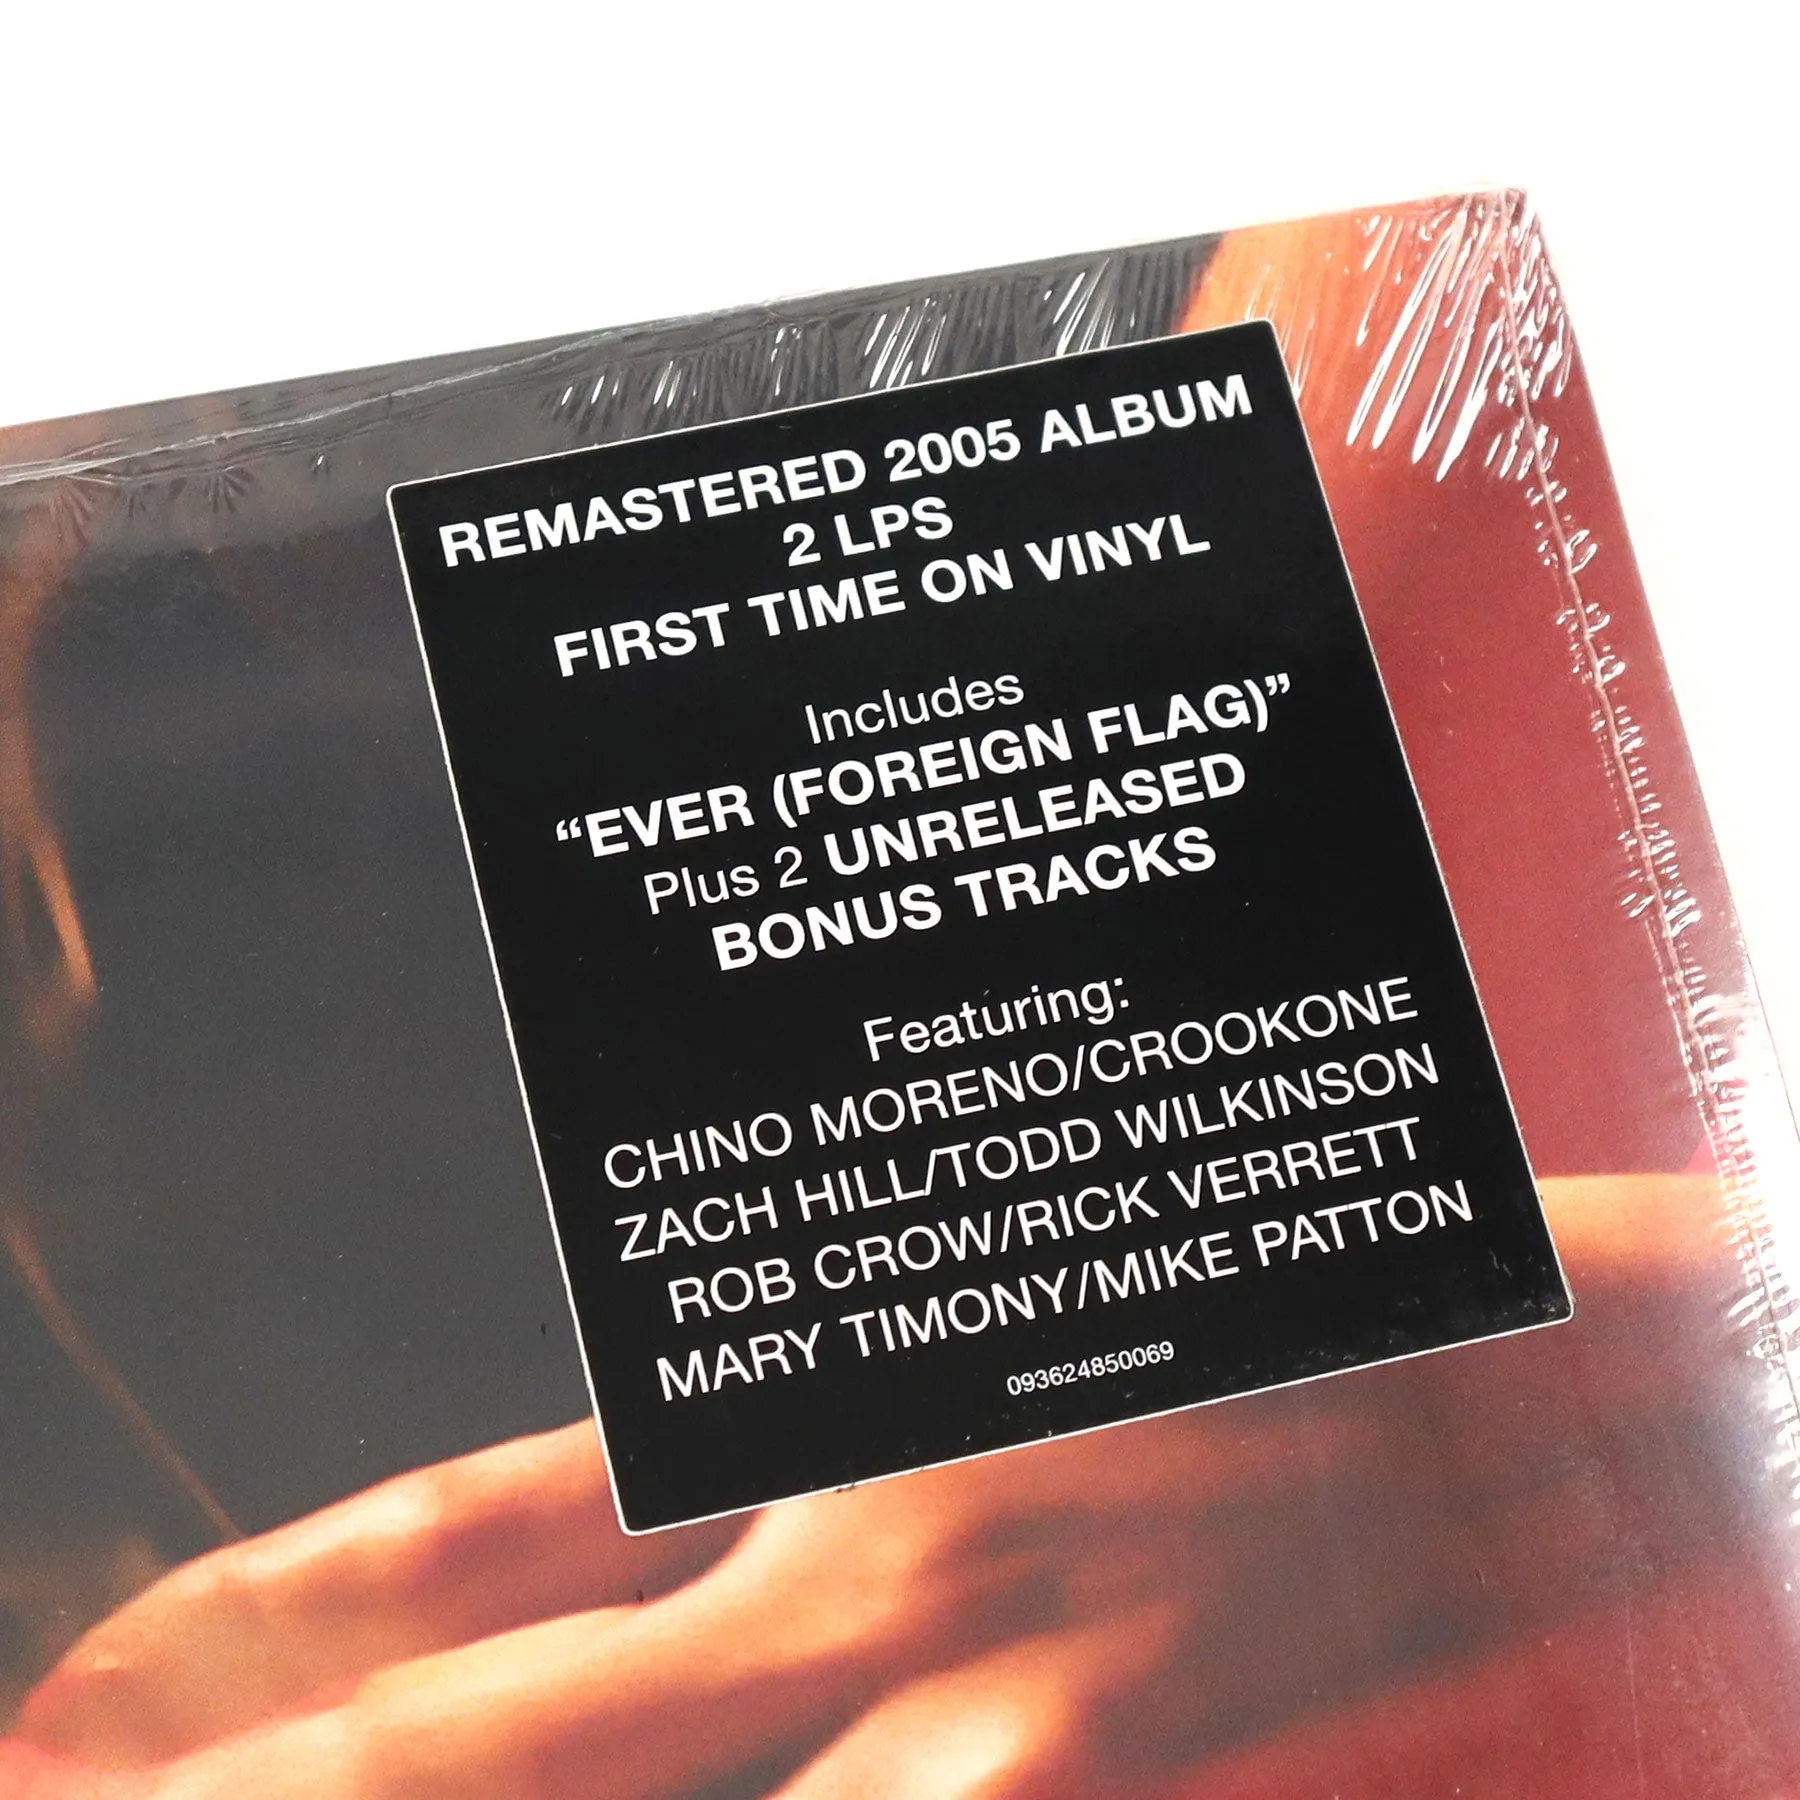 REMASTERED 2005 ALBUM
2 LPS
FIRST TIME ON VINYL
Includes
“EVER (FOREIGN FLAG)”
Plus 2 UNRELEASED
BONUS TRACKS
Featuring:
CHINO MORENO/CROOKONE
ZACH HILL/TODD WILKINSON
ROB CROW/RICK VERRETT
MARY TIMONY/MIKE PATTON
093624850069